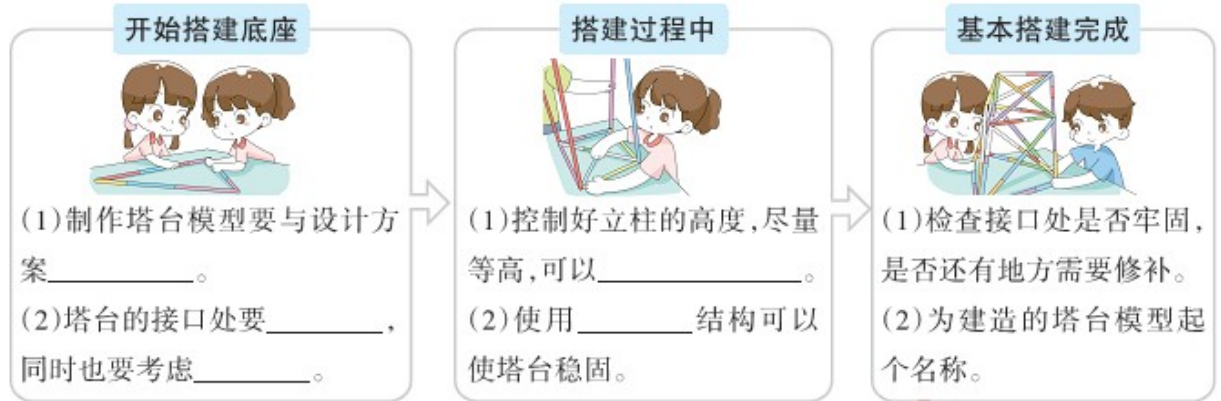 开始搭建底座
(1)制作塔台模型要与设计方
案__________。
(2)塔台的接口处要________,
同时也要考虑________。
搭建过程中
(1)控制好立柱的高度,尽量
等高,可以______________。
(2)使用________结构可以
使塔台稳固。
基本搭建完成
(1)检查接口处是否牢固,
是否还有地方需要修补。
(2)为建造的塔台模型起
个名称。